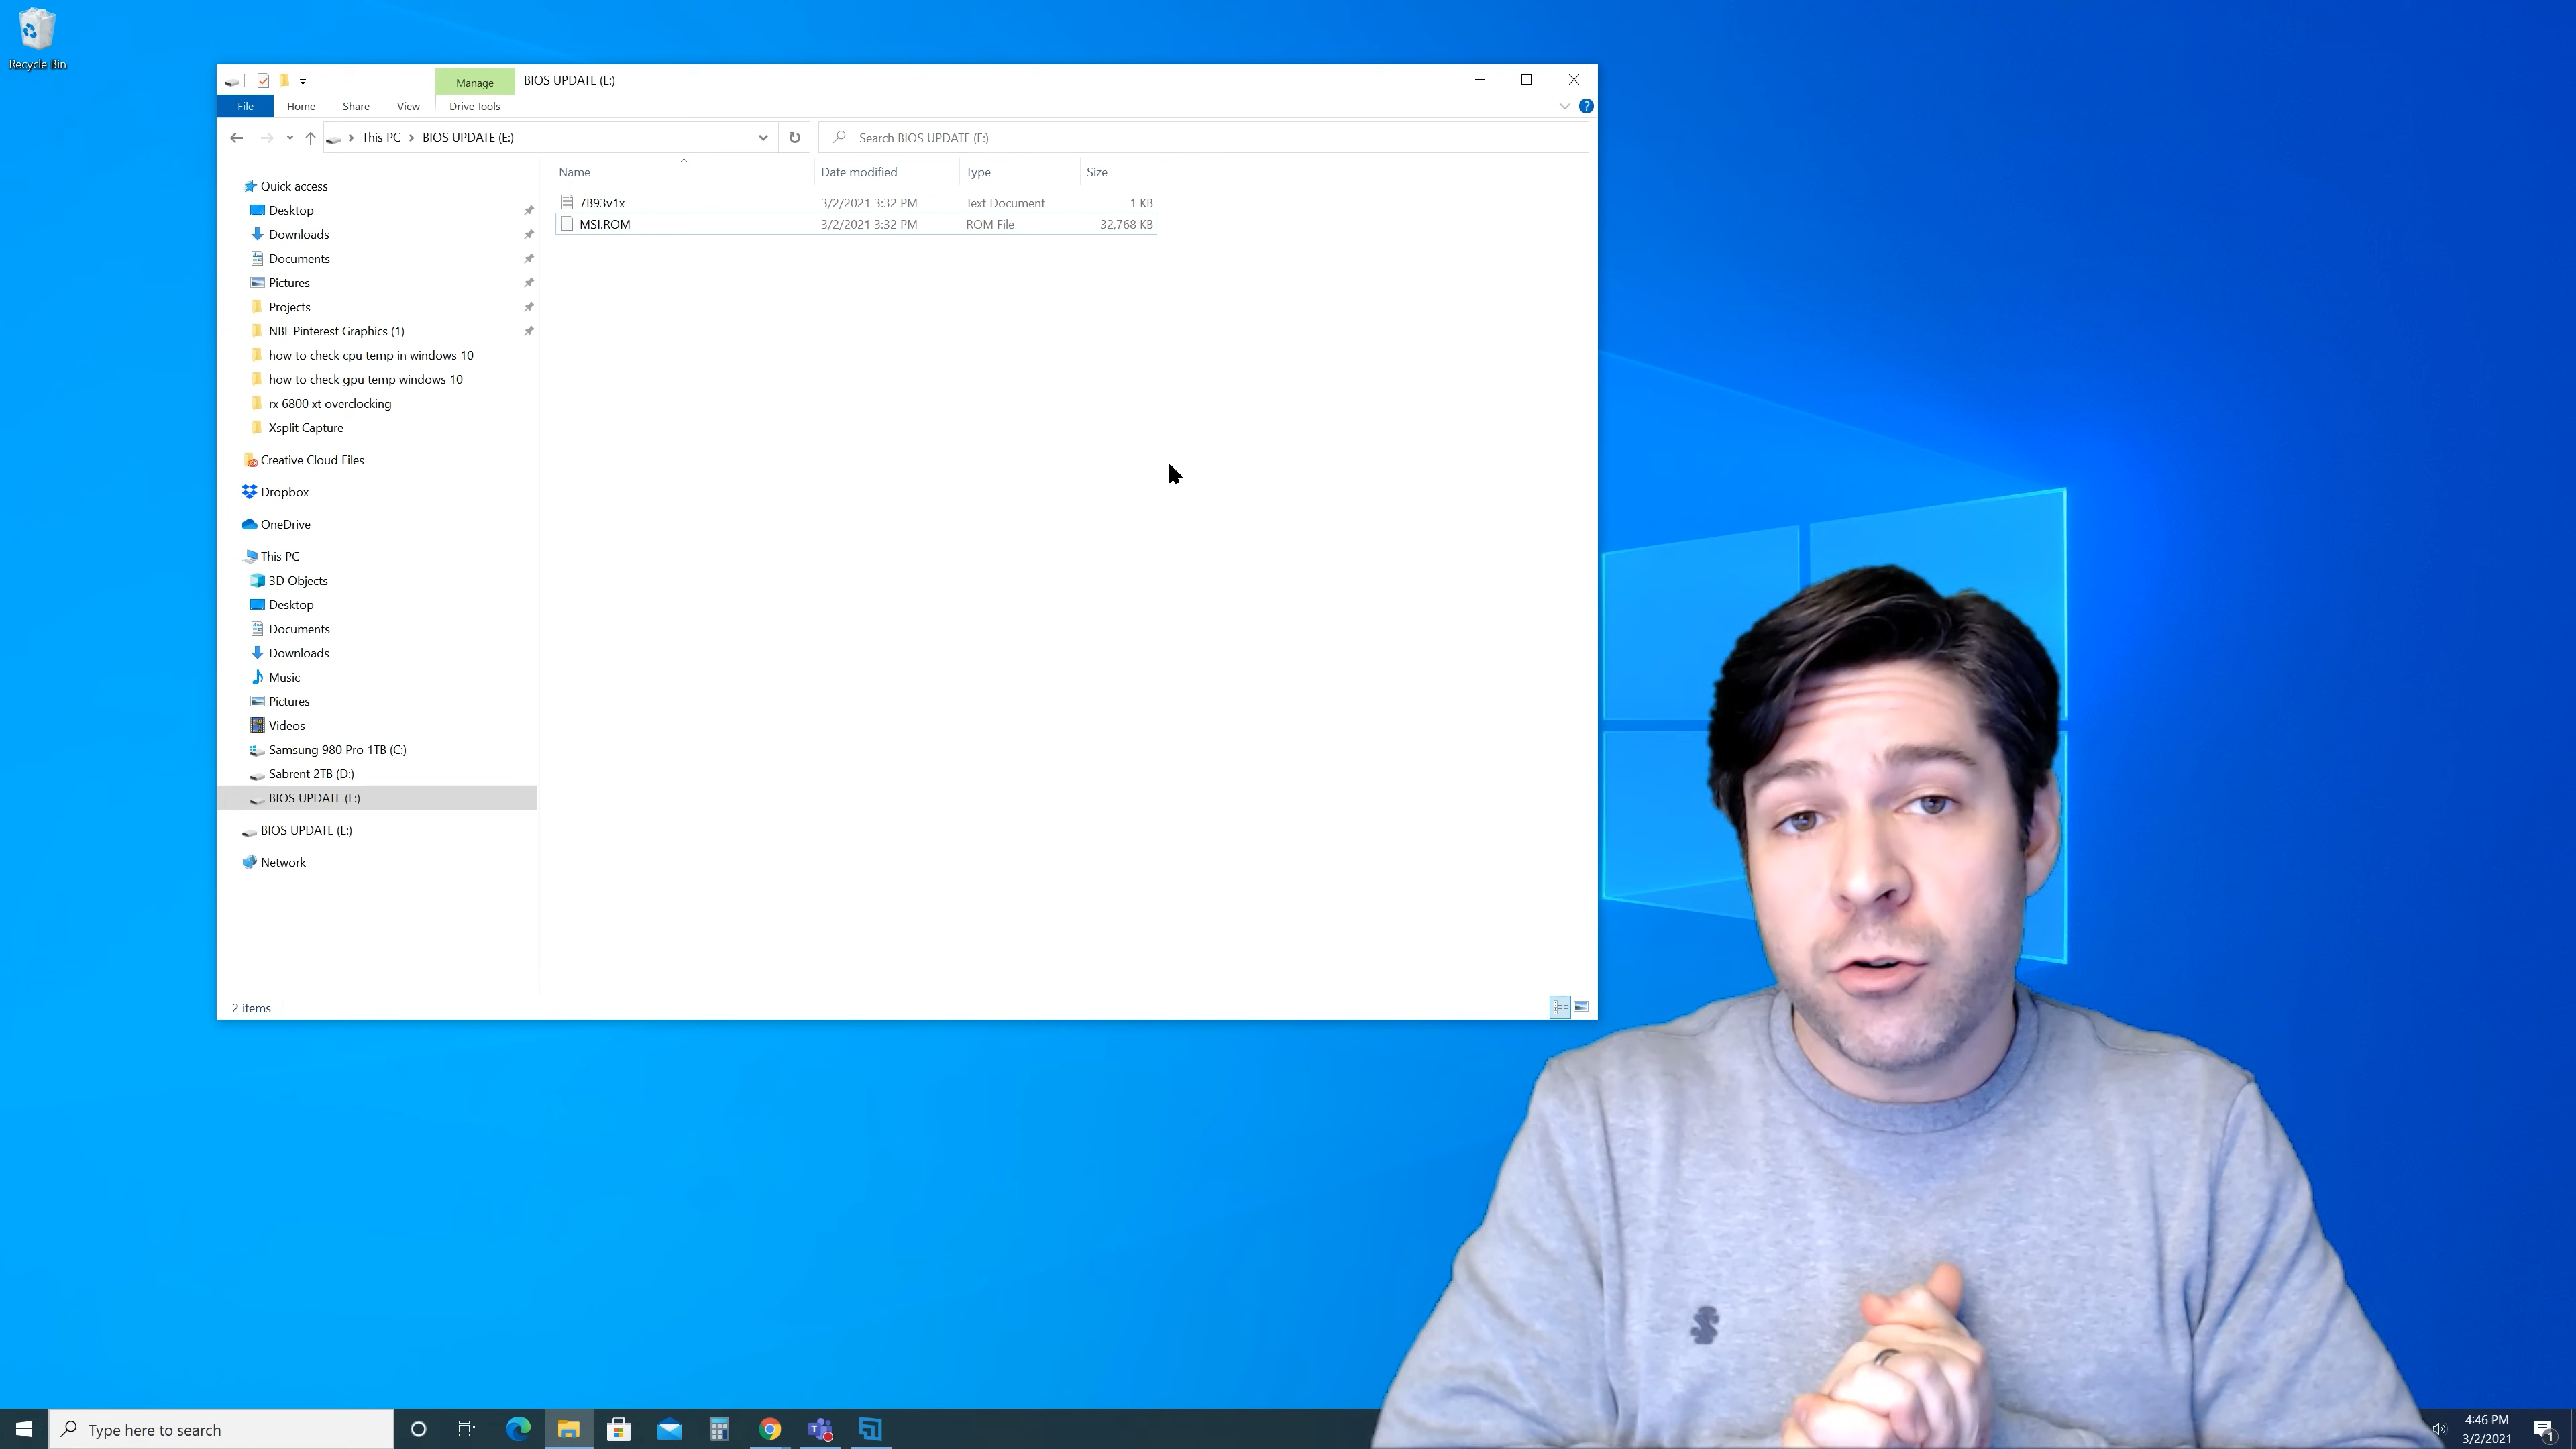 Recycle Bin
Manage
BIOS UPDATE (E:)
File
Home
Share
View
Drive Tools
This PC
BIOS UPDATE (E:)
Search BIOS UPDATE (E:)
Name
Date modified
Type
Size
7B93v1x
3/2/2021 3:32 PM
Text Document
1 KB
MSI.ROM
3/2/2021 3:32 PM
ROM File
32,768 KB
Quick access
Desktop
Downloads
Documents
Pictures
Projects
NBL Pinterest Graphics (1)
how to check cpu temp in windows 10
how to check gpu temp windows 10
rx 6800 xt overclocking
Xsplit Capture
Creative Cloud Files
Dropbox
OneDrive
This PC
3D Objects
Desktop
Documents
Downloads
Music
Pictures
Videos
Samsung 980 Pro 1TB (C:)
Sabrent 2TB (D:)
BIOS UPDATE (E:)
BIOS UPDATE (E:)
Network
2 items
Type here to search
4:46 PM
3/2/2021
1